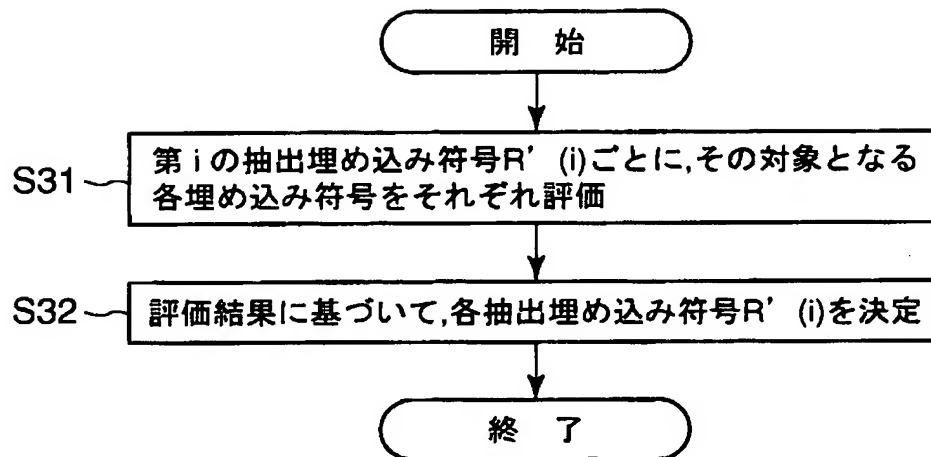 開 始
S31
第iの抽出埋め込み符号R' (i)ごとに,その対象となる
各埋め込み符号をそれぞれ評価
S32
評価結果に基づいて,各抽出埋め込み符号R' (i)を決定
終 了